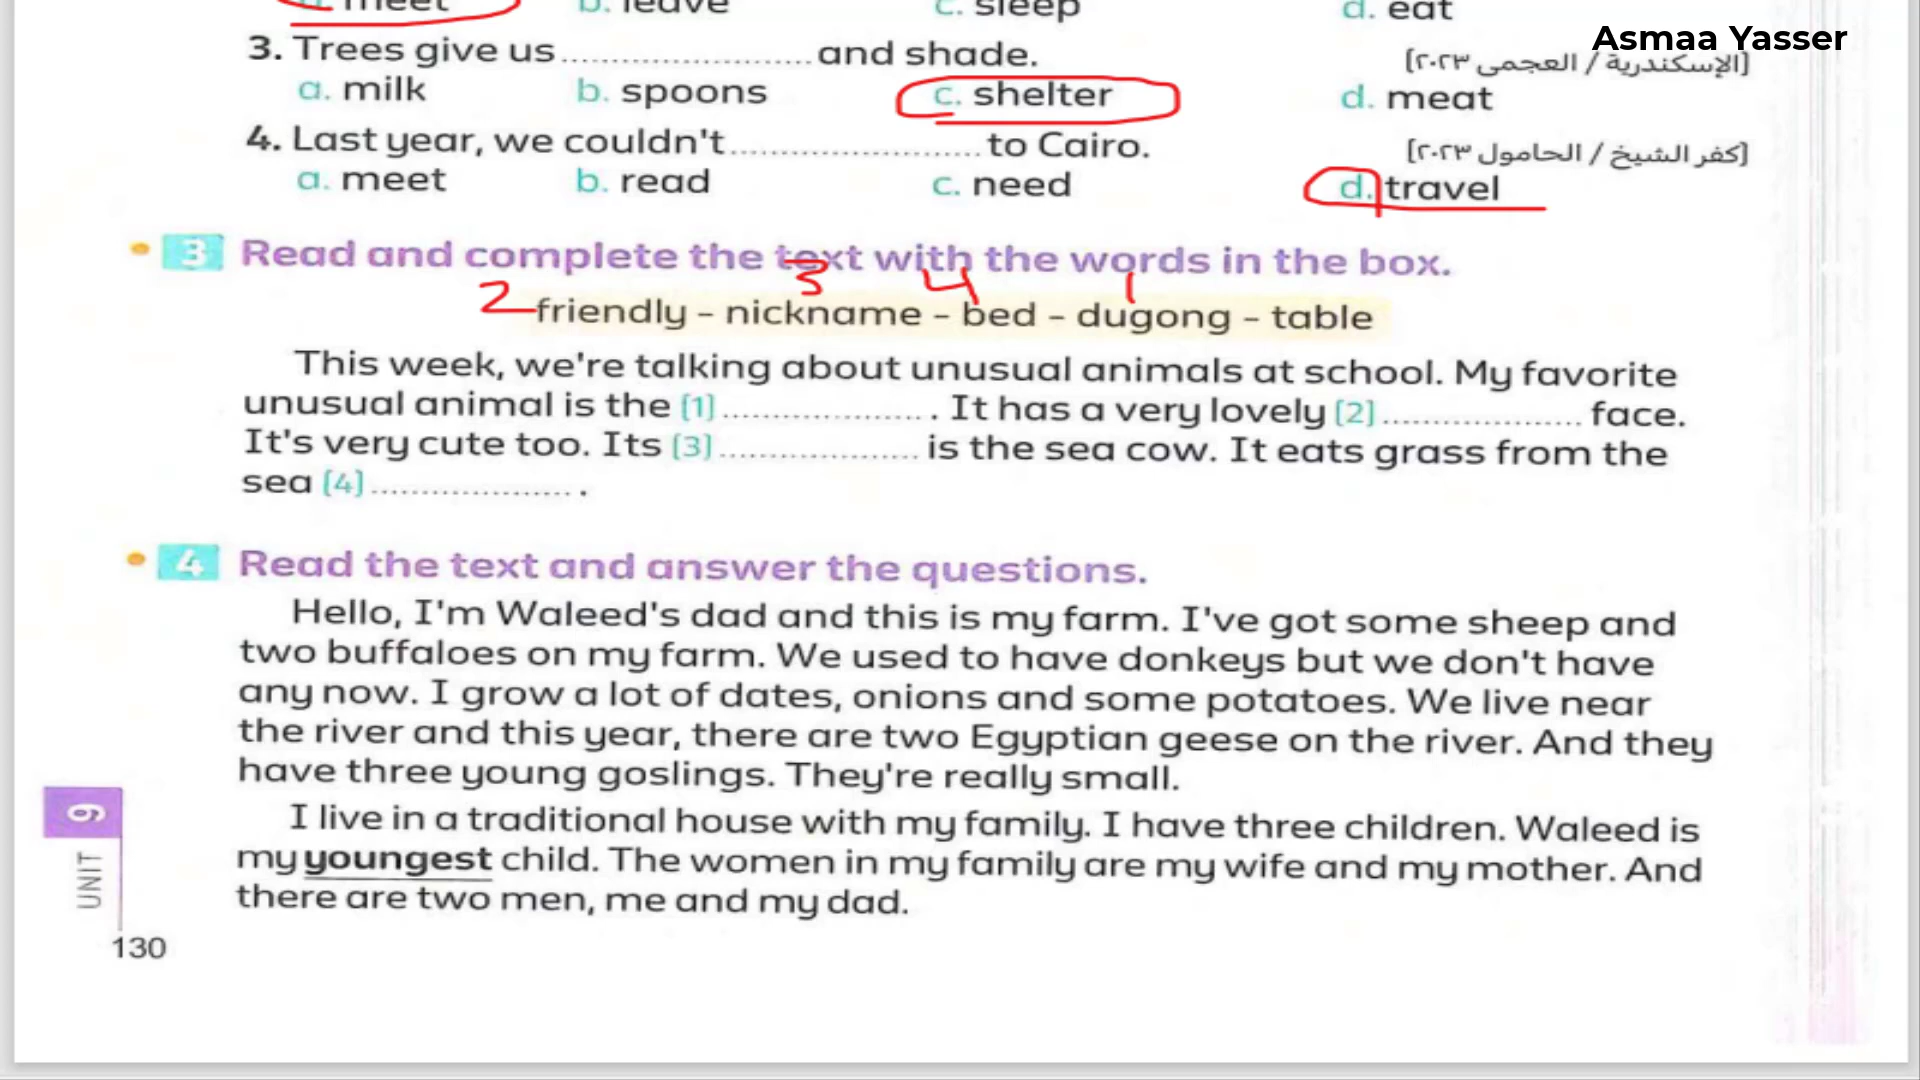 a. meet b. leave c. sleep d. eat
Asmaa Yasser
3. Trees give us ........................ and shade. [الإسكندرية / العجمى ٢٠٢٣]
a. milk b. spoons c. shelter d. meat
4. Last year, we couldn't ........................ to Cairo. [كفر الشيخ / الحامول ٢٠٢٣]
a. meet b. read c. need d. travel
3 Read and complete the text with the words in the box.
2 3 4 1
friendly - nickname - bed - dugong - table
This week, we're talking about unusual animals at school. My favorite
unusual animal is the [1] .................... . It has a very lovely [2] .................... face.
It's very cute too. Its [3] .................... is the sea cow. It eats grass from the
sea [4] .................... .
4 Read the text and answer the questions.
Hello, I'm Waleed's dad and this is my farm. I've got some sheep and
two buffaloes on my farm. We used to have donkeys but we don't have
any now. I grow a lot of dates, onions and some potatoes. We live near
the river and this year, there are two Egyptian geese on the river. And they
have three young goslings. They're really small.
I live in a traditional house with my family. I have three children. Waleed is
my youngest child. The women in my family are my wife and my mother. And
there are two men, me and my dad.
UNIT 9
130